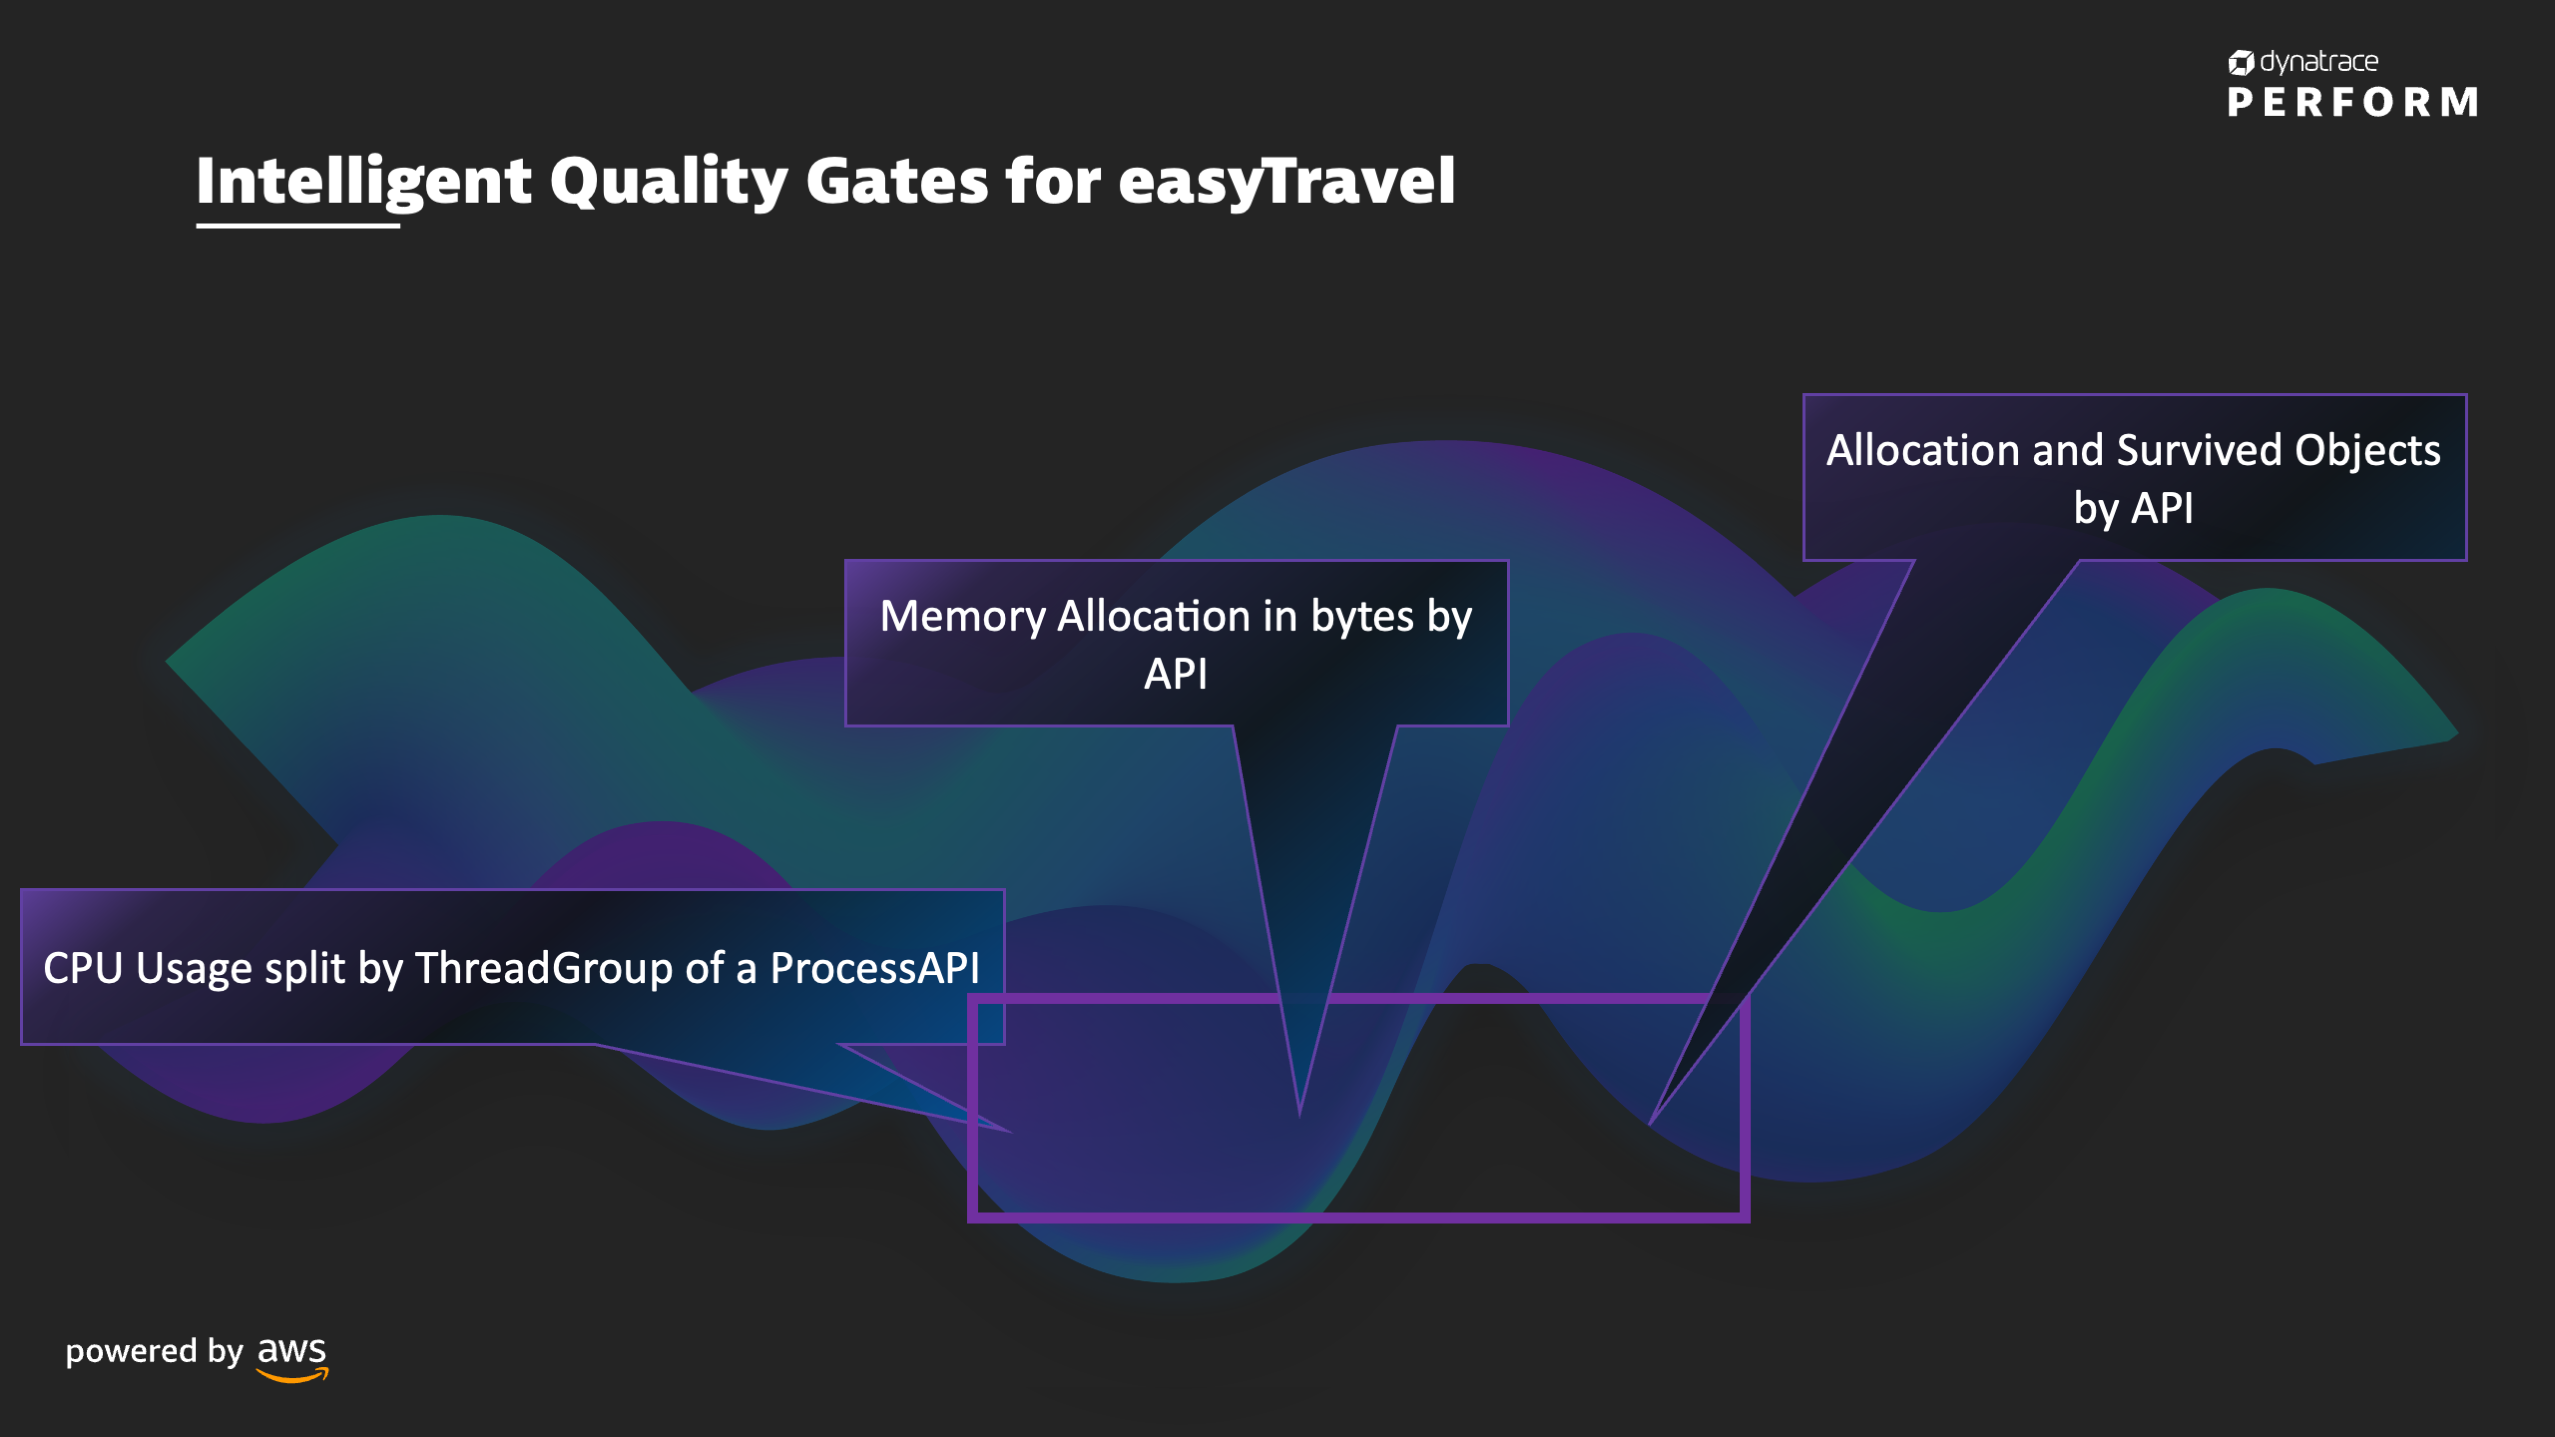 dynatrace
PERFORM
Intelligent Quality Gates for easyTravel
Allocation and Survived Objects
by API
Memory Allocation in bytes by
API
CPU Usage split by ThreadGroup of a ProcessAPI
powered by aws